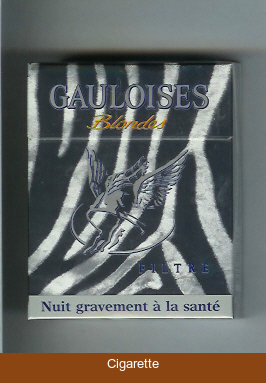 GAULOISES
Blondes
FILTRE
Nuit gravement à la santé
Cigarette